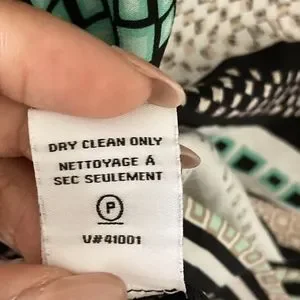 DRY CLEAN ONLY
NETTOYAGE Á
SEC SEULEMENT
P
V#41001